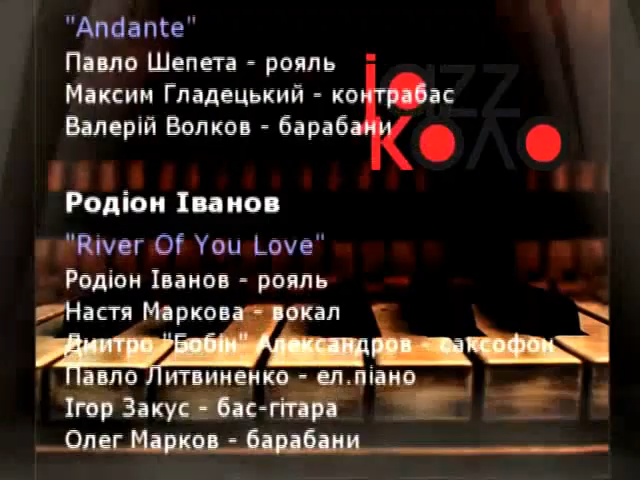 "Andante"
Павло Шепета - рояль
Максим Гладецький - контрабас
Валерій Волков - барабани
jazz
коло
Родіон Іванов
"River Of You Love"
Родіон Іванов - рояль
Настя Маркова - вокал
Дмитро "Бобін" Александров - саксофон
Павло Литвиненко - ел.піано
Ігор Закус - бас-гітара
Олег Марков - барабани